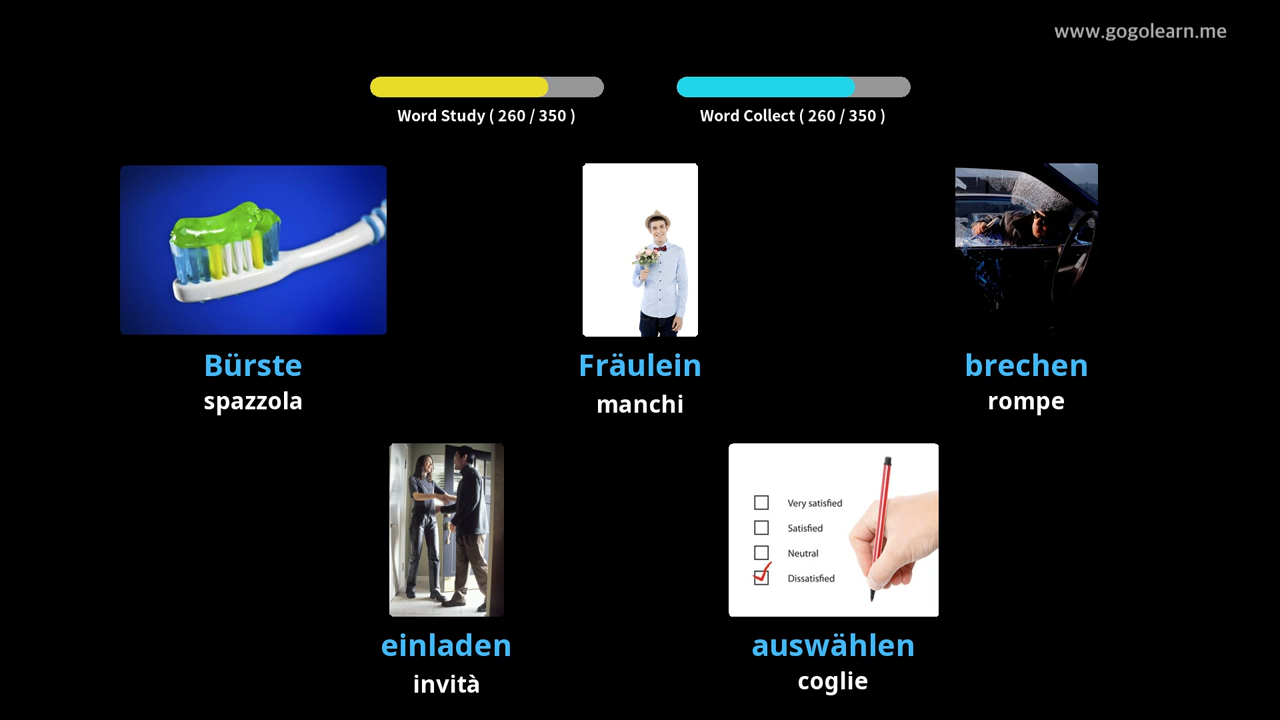 www.gogolearn.me
Word Study ( 260 / 350 )
Word Collect ( 260 / 350 )
Bürste
spazzola
Fräulein
manchi
brechen
rompe
einladen
invità
auswählen
coglie
Very satisfied
Satisfied
Neutral
Dissatisfied